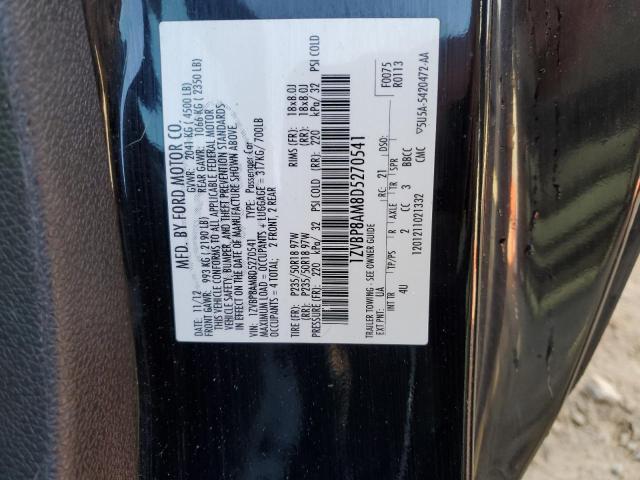 MFD. BY FORD MOTOR CO.
11/12 GVWR: 2041 KG (4500 LB)
FRONT GAWR: 993 KG (2190 LB) REAR GAWR: 1066 KG (2350 LB)
THIS VEHICLE CONFORMS TO ALL APPLICABLE FEDERAL MOTOR
VEHICLE SAFETY, BUMPER, AND THEFT PREVENTION STANDARDS
IN EFFECT ON THE DATE OF MANUFACTURE SHOWN ABOVE.
VIN: 1ZVBP8AM8D5270541 TYPE: Passenger Car
MAXIMUM LOAD = OCCUPANTS + LUGGAGE = 317KG/ 700LB
OCCUPANTS = 4 TOTAL; 2 FRONT, 2 REAR
TIRE (FR): P235/50R18 97W RIMS (FR): 18x8.0J
(RR): P235/50R18 97W (RR): 18x8.0J
PRESSURE (FR): 220 kPa/ 32 PSI COLD (RR): 220 kPa/ 32 PSI COLD
1ZVBP8AM8D5270541
TRAILER TOWING - SEE OWNER GUIDE
F0075
R0113
EXT PNT: UA RC: 21 DSO:
INT TR TP/PS R AXLE TR SPR
4U 2 CC 3 BBCC
1201211021332 CMC
▽5U5A-5420472-AA